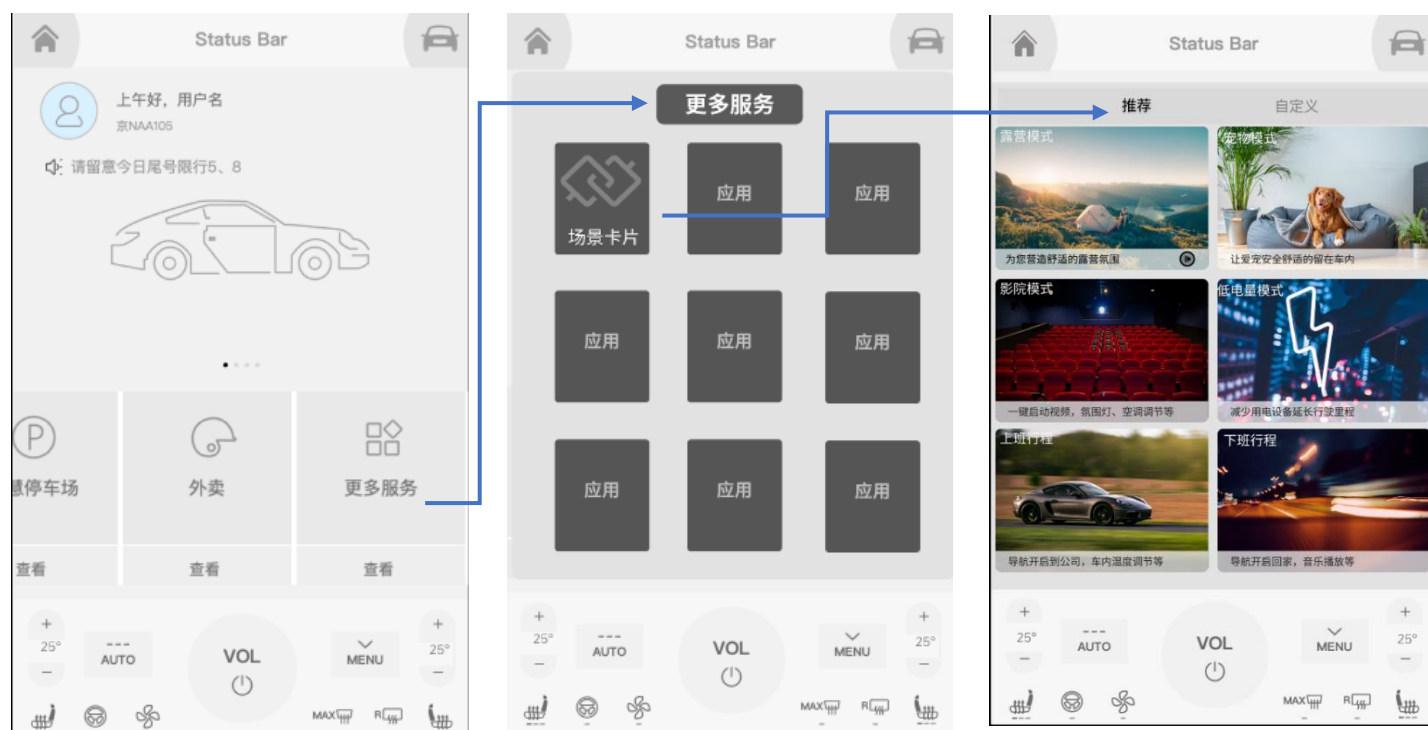 Status Bar
上午好，用户名
京NAA105
请留意今日尾号限行5、8
P
慧停车场
外卖
更多服务
查看
查看
查看
+
25°
−
AUTO
VOL
MENU
+
25°
−
MAX
R
Status Bar
更多服务
场景卡片
应用
应用
应用
应用
应用
应用
应用
应用
+
25°
−
AUTO
VOL
MENU
+
25°
−
MAX
R
Status Bar
推荐
自定义
露营模式
为您营造舒适的露营氛围
宠物模式
让爱宠安全舒适的留在车内
影院模式
一键启动视频，氛围灯、空调调节等
低电量模式
减少用电设备延长行驶里程
上班行程
导航开启到公司，车内温度调节等
下班行程
导航开启回家，音乐播放等
+
25°
−
AUTO
VOL
MENU
+
25°
−
MAX
R